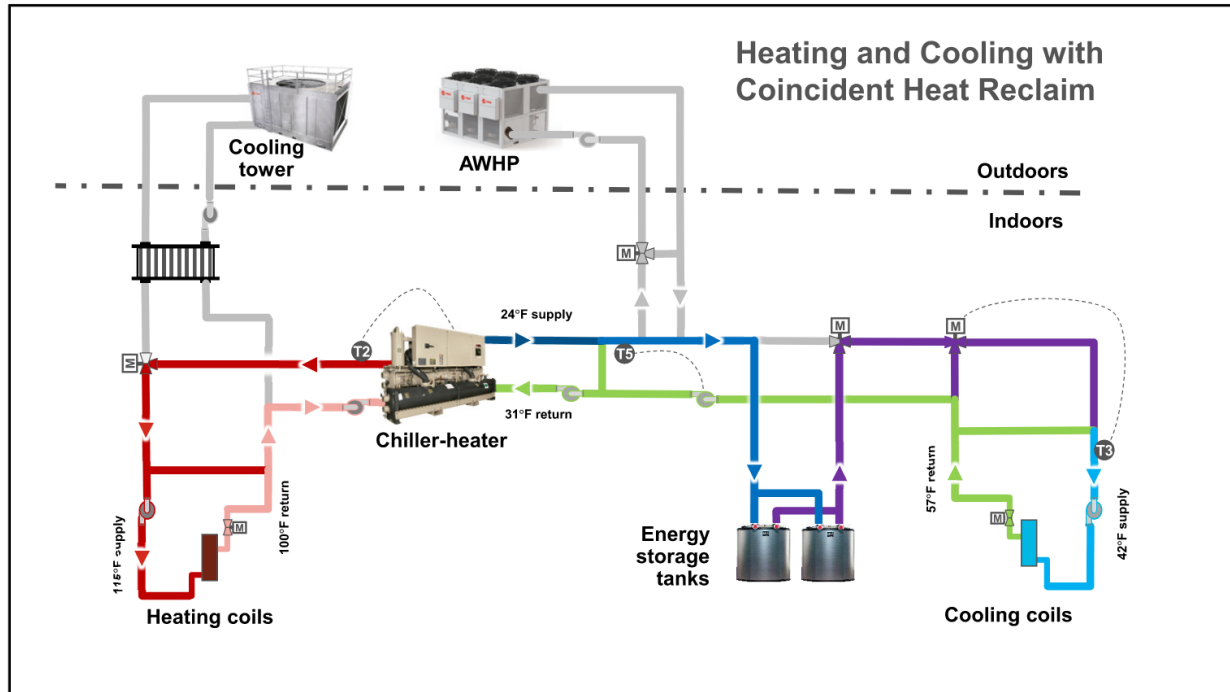 Heating and Cooling with
Coincident Heat Reclaim
Cooling
tower
AWHP
Outdoors
Indoors
M
24°F supply
M
M
M
T2
T5
31°F return
Chiller-heater
T3
57°F return
42°F supply
115°F supply
100°F return
M
M
Energy
storage
tanks
Heating coils
Cooling coils